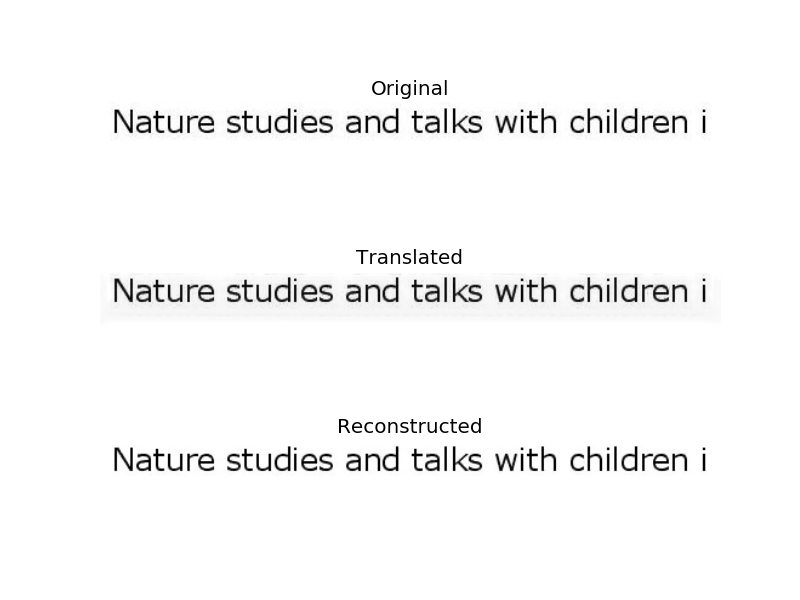 Original
Nature studies and talks with children i
Translated
Nature studies and talks with children i
Reconstructed
Nature studies and talks with children i